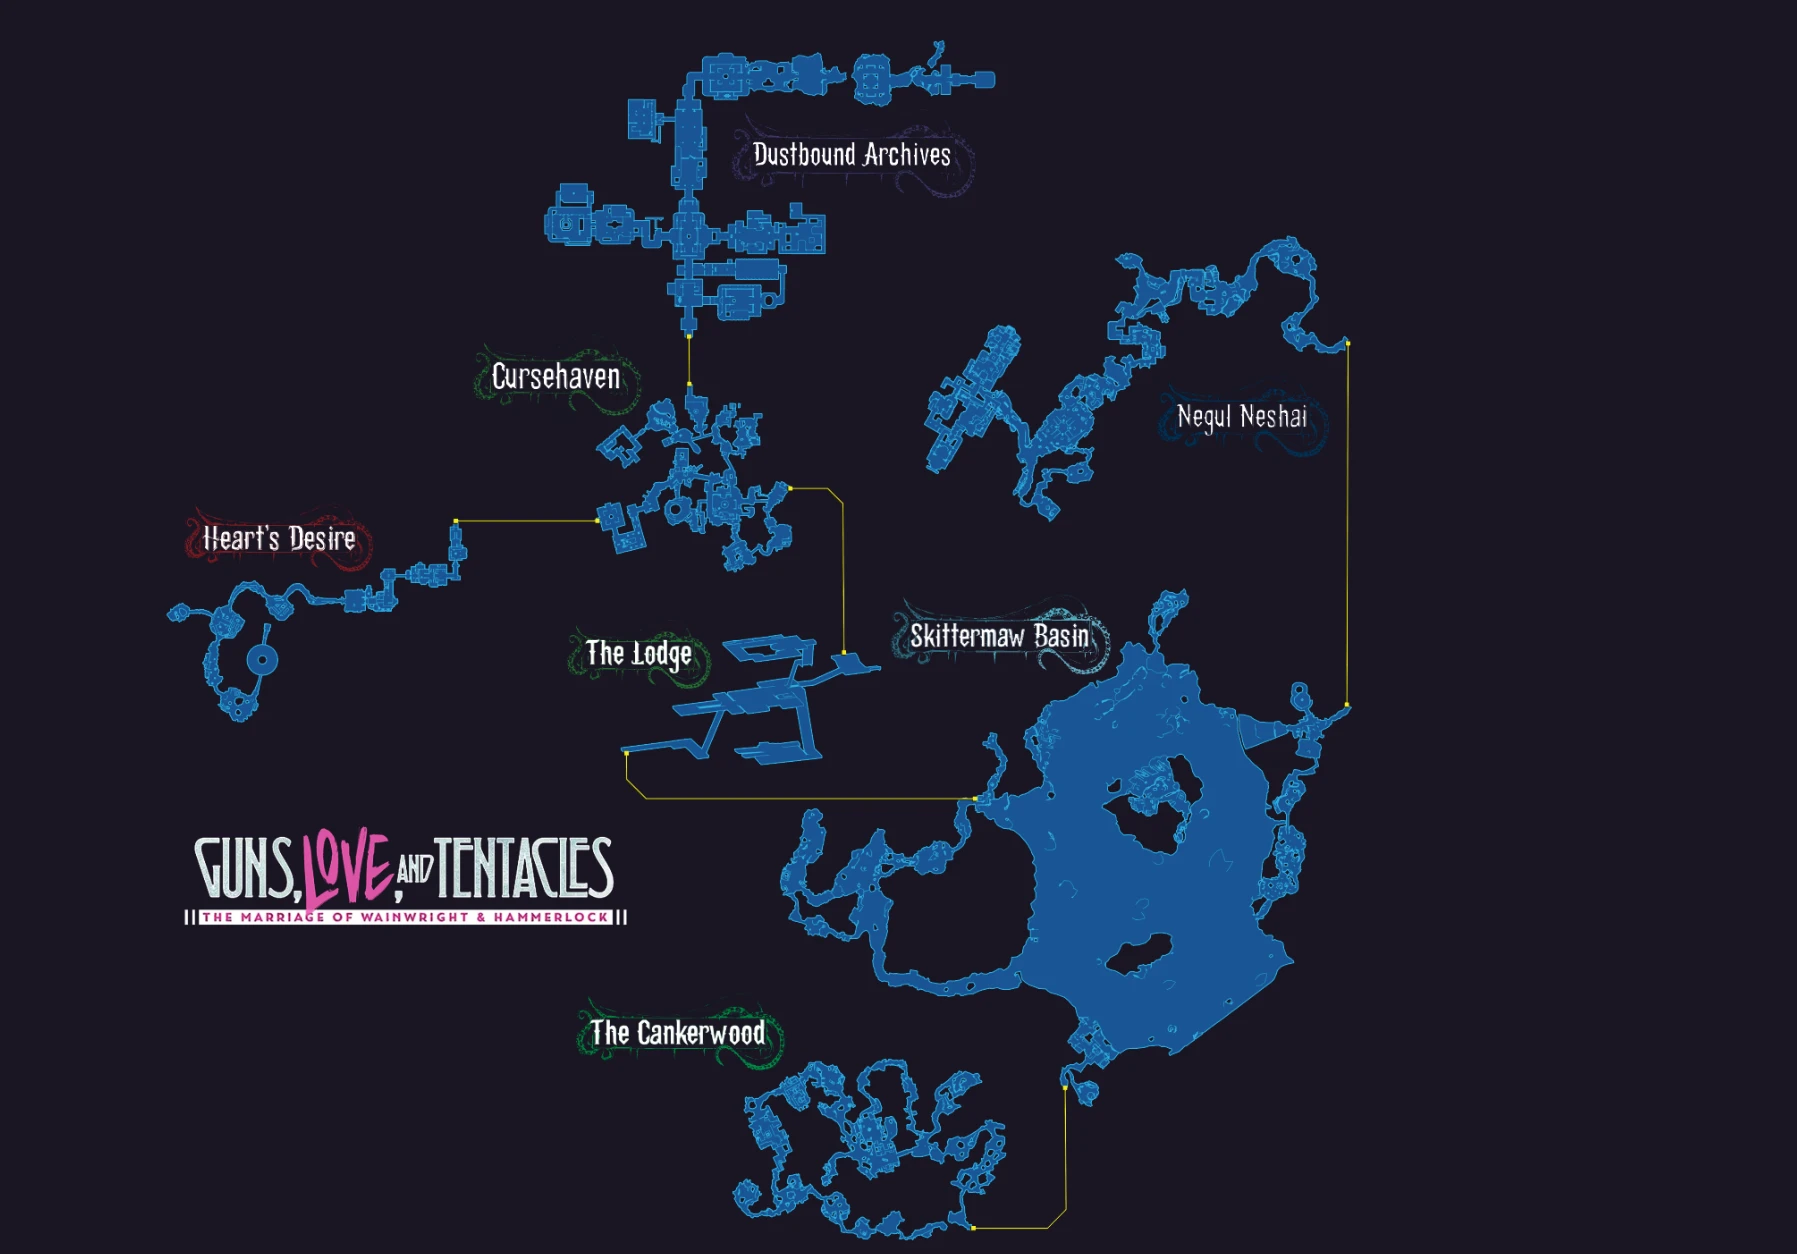 Dustbound Archives
Cursehaven
Negul Neshai
Heart's Desire
The Lodge
Skittermaw Basin
GUNS, LOVE, AND TENTACLES
THE MARRIAGE OF WAINWRIGHT & HAMMERLOCK
The Cankerwood